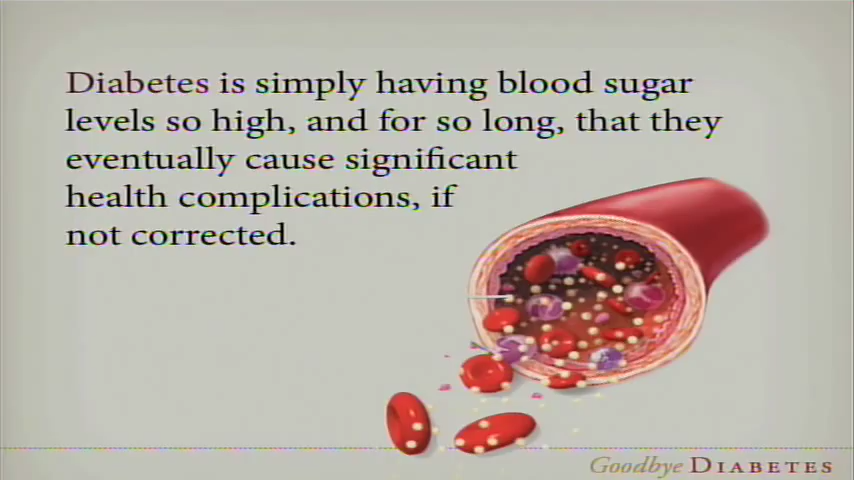 Diabetes is simply having blood sugar
levels so high, and for so long, that they
eventually cause significant
health complications, if
not corrected.
Goodbye DIABETES